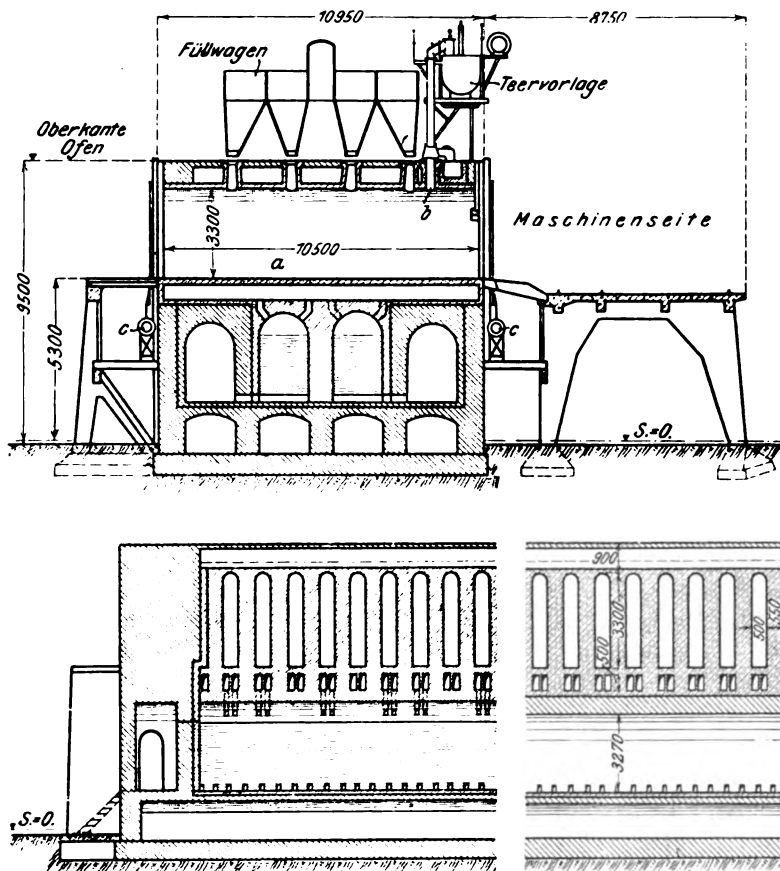 10950
8750
Füllwagen
Teervorlage
Oberkante
Ofen
b
Maschinenseite
3300
10500
a
9500
5300
c
c
S.=0.
900
3300
500
500
3270
S.=0.